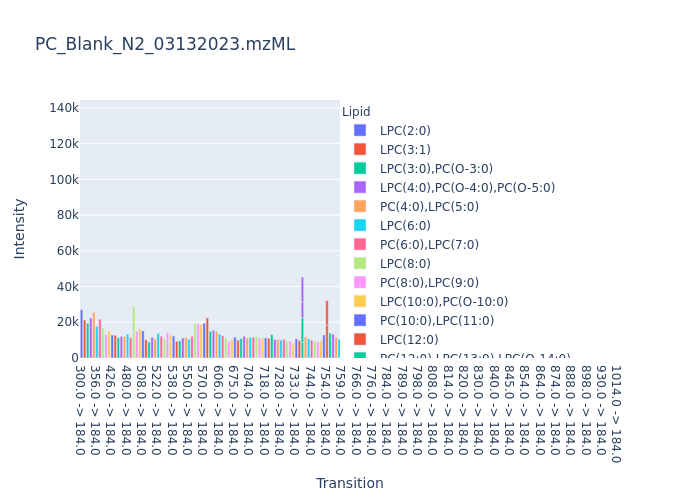 PC_Blank_N2_03132023.mzML
Lipid
LPC(2:0)
LPC(3:1)
LPC(3:0),PC(O-3:0)
LPC(4:0),PC(O-4:0),PC(O-5:0)
PC(4:0),LPC(5:0)
LPC(6:0)
PC(6:0),LPC(7:0)
LPC(8:0)
PC(8:0),LPC(9:0)
LPC(10:0),PC(O-10:0)
PC(10:0),LPC(11:0)
LPC(12:0)
PC(12:0),LPC(13:0),LPC(O-14:0)
Intensity
140k
120k
100k
80k
60k
40k
20k
0
300.0 -> 184.0
356.0 -> 184.0
426.0 -> 184.0
480.0 -> 184.0
508.0 -> 184.0
522.0 -> 184.0
538.0 -> 184.0
550.0 -> 184.0
570.0 -> 184.0
606.0 -> 184.0
675.0 -> 184.0
704.0 -> 184.0
718.0 -> 184.0
728.0 -> 184.0
733.0 -> 184.0
744.0 -> 184.0
754.0 -> 184.0
759.0 -> 184.0
766.0 -> 184.0
776.0 -> 184.0
784.0 -> 184.0
789.0 -> 184.0
798.0 -> 184.0
808.0 -> 184.0
814.0 -> 184.0
820.0 -> 184.0
830.0 -> 184.0
840.0 -> 184.0
845.0 -> 184.0
854.0 -> 184.0
864.0 -> 184.0
874.0 -> 184.0
888.0 -> 184.0
898.0 -> 184.0
930.0 -> 184.0
1014.0 -> 184.0
Transition